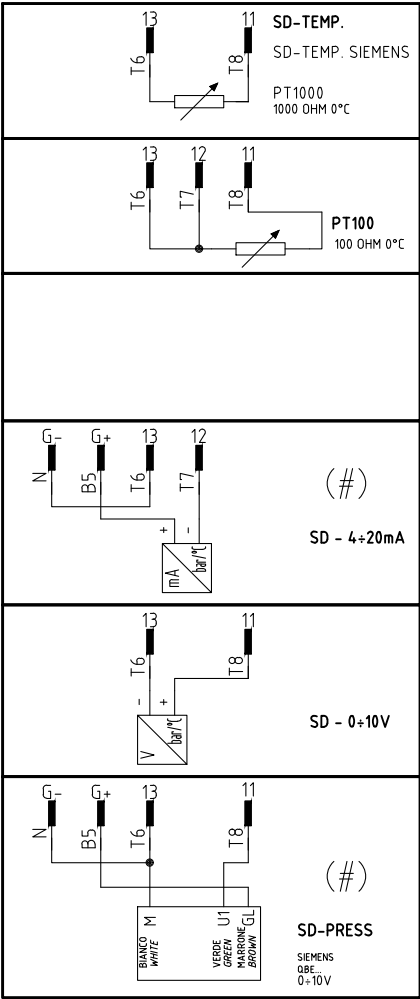 13 11 SD-TEMP.
T6 T8 SD-TEMP. SIEMENS
PT1000
1000 OHM 0°C
13 12 11
T6 T7 T8
PT100
100 OHM 0°C
G- G+ 13 12
N B5 T6 T7
(#)
+ -
mA bar/°C
SD - 4÷20mA
13 11
T6 T8
- +
V bar/°C
SD - 0÷10V
G- G+ 13 11
N B5 T6 T8
(#)
M U1 GL
BIANCO
WHITE
VERDE
GREEN
MARRONE
BROWN
SD-PRESS
SIEMENS
QBE...
0÷10V